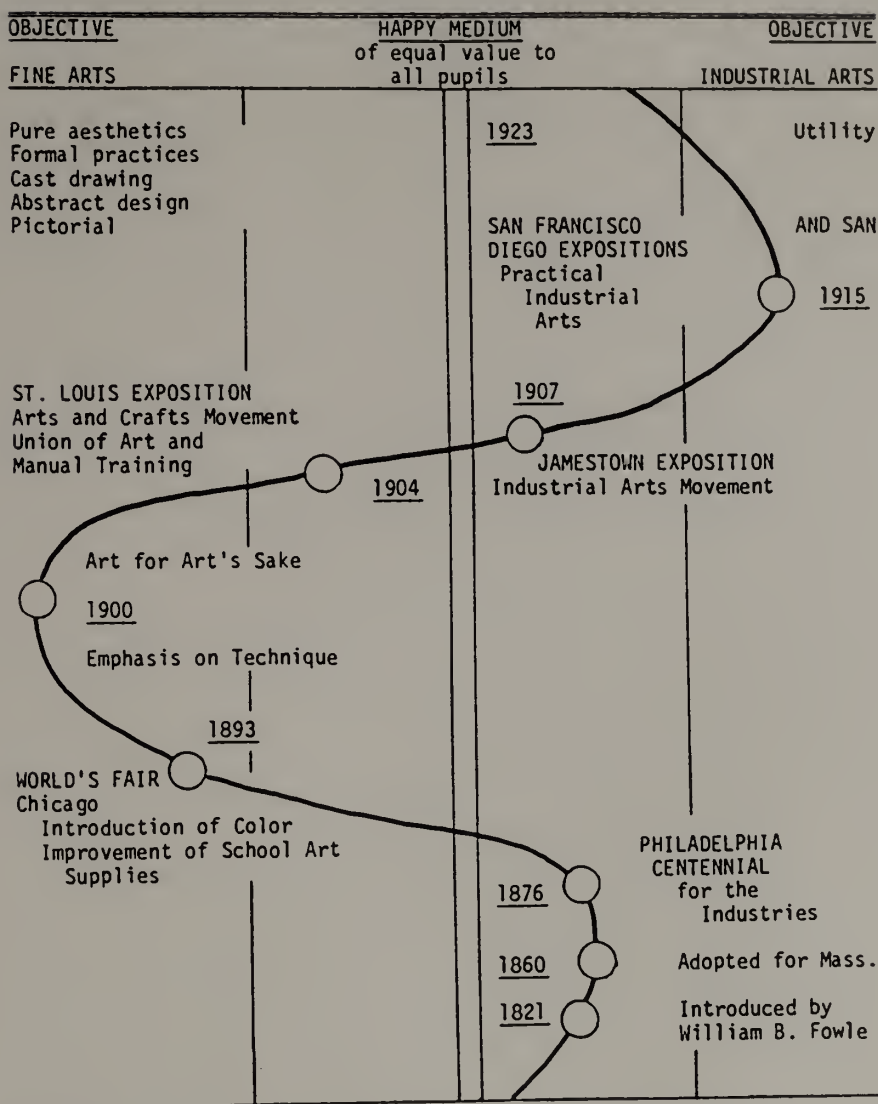 OBJECTIVE HAPPY MEDIUM OBJECTIVE
of equal value to
FINE ARTS all pupils INDUSTRIAL ARTS
Pure aesthetics 1923 Utility
Formal practices
Cast drawing
Abstract design
Pictorial
SAN FRANCISCO AND SAN
DIEGO EXPOSITIONS
Practical
Industrial
Arts
1915
ST. LOUIS EXPOSITION
Arts and Crafts Movement
Union of Art and
Manual Training
1907
JAMESTOWN EXPOSITION
Industrial Arts Movement
1904
Art for Art's Sake
1900
Emphasis on Technique
1893
WORLD'S FAIR
Chicago
Introduction of Color
Improvement of School Art
Supplies
PHILADELPHIA
CENTENNIAL
for the
Industries
1876
1860 Adopted for Mass.
1821 Introduced by
William B. Fowle